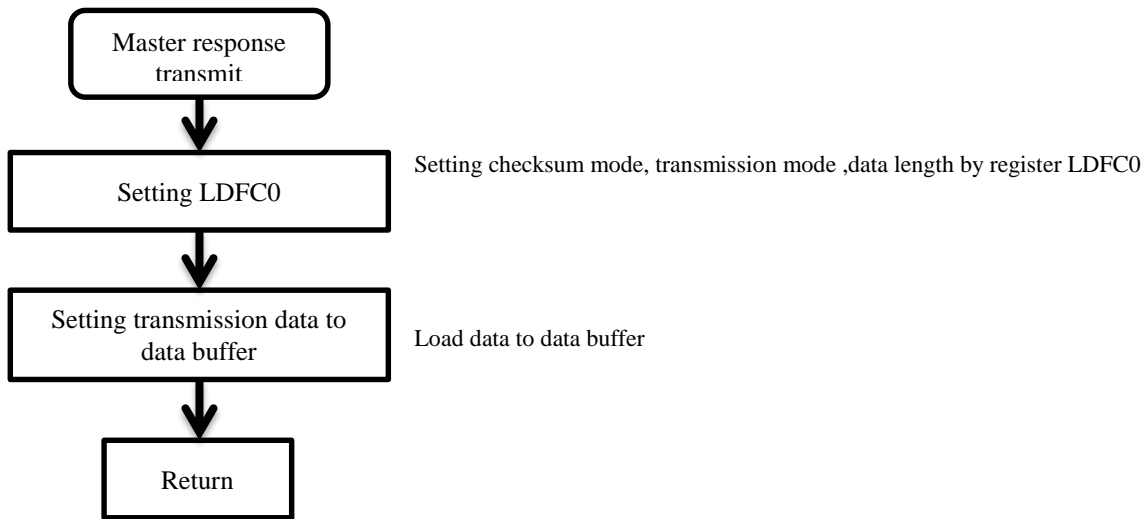 Master response
transmit
Setting LDFC0
Setting checksum mode, transmission mode ,data length by register LDFC0
Setting transmission data to
data buffer
Load data to data buffer
Return